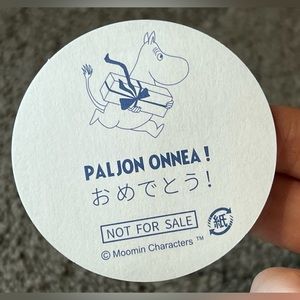 PALJON ONNEA!
おめでとう!
NOT FOR SALE
紙
© Moomin Characters ™